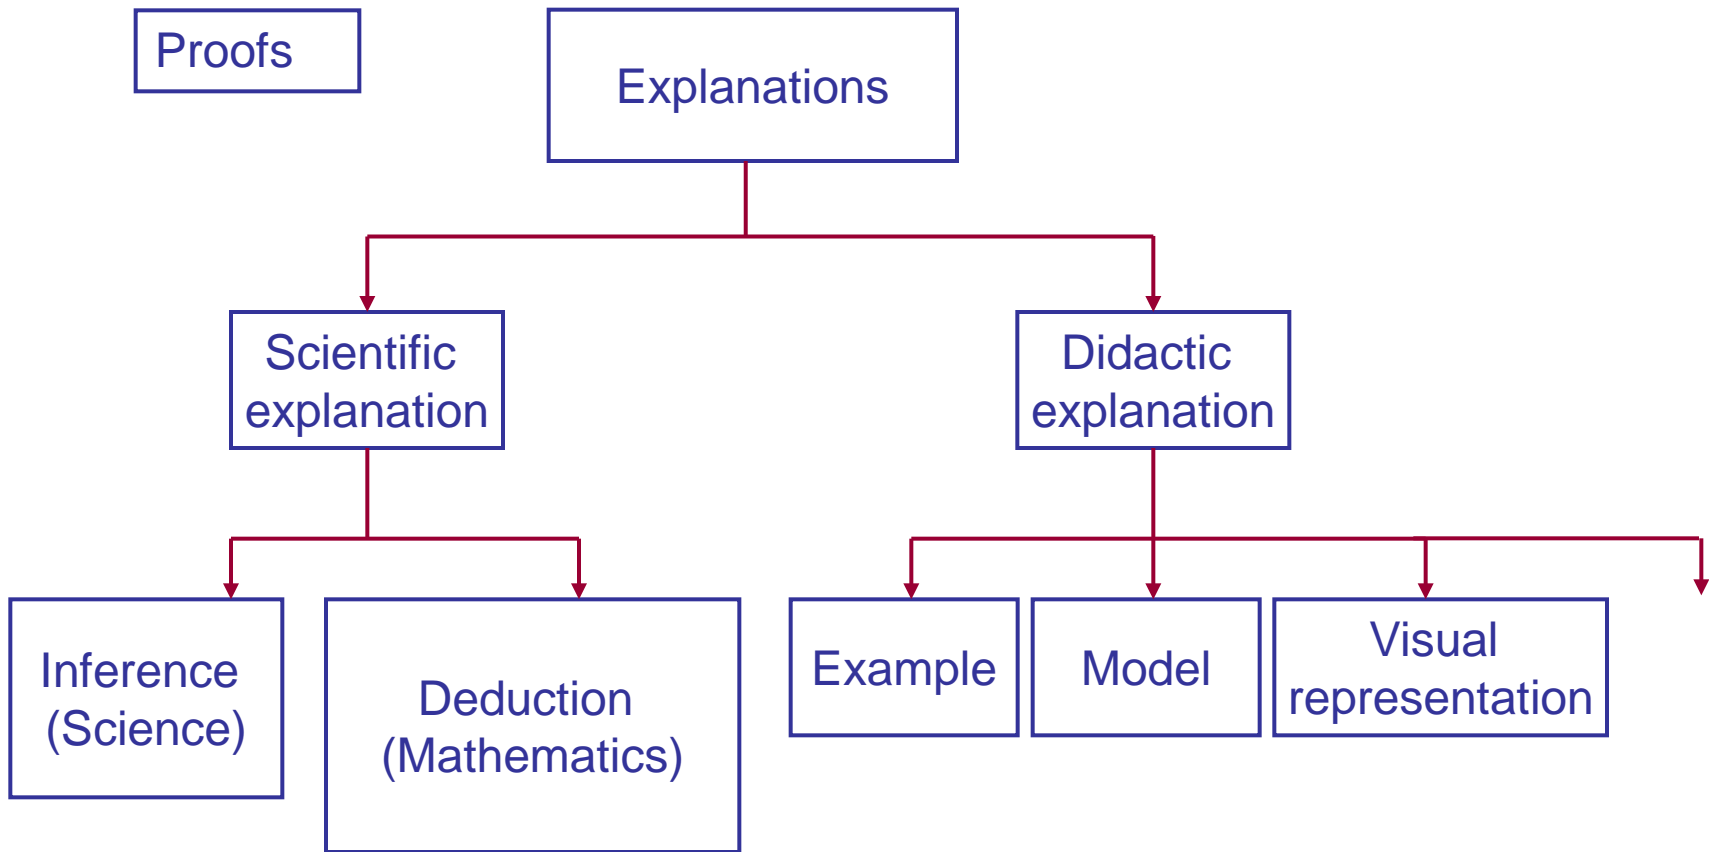 Proofs
Explanations
Scientific
explanation
Didactic
explanation
Inference
(Science)
Deduction
(Mathematics)
Example
Model
Visual
representation